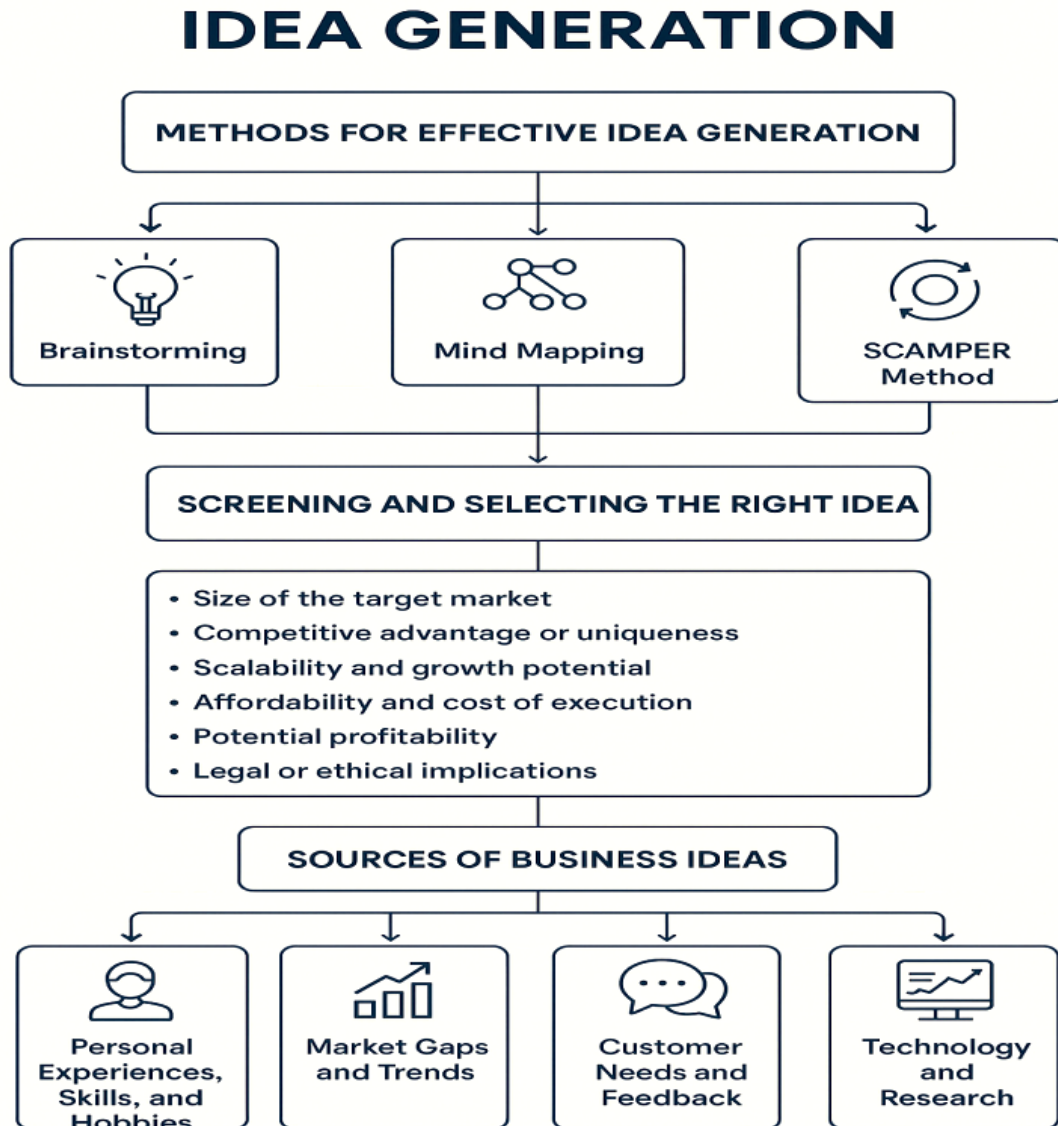 IDEA GENERATION
METHODS FOR EFFECTIVE IDEA GENERATION
Brainstorming
Mind Mapping
SCAMPER
Method
SCREENING AND SELECTING THE RIGHT IDEA
• Size of the target market
• Competitive advantage or uniqueness
• Scalability and growth potential
• Affordability and cost of execution
• Potential profitability
• Legal or ethical implications
SOURCES OF BUSINESS IDEAS
Personal
Experiences,
Skills, and
Hobbies
Market Gaps
and Trends
Customer
Needs and
Feedback
Technology
and
Research